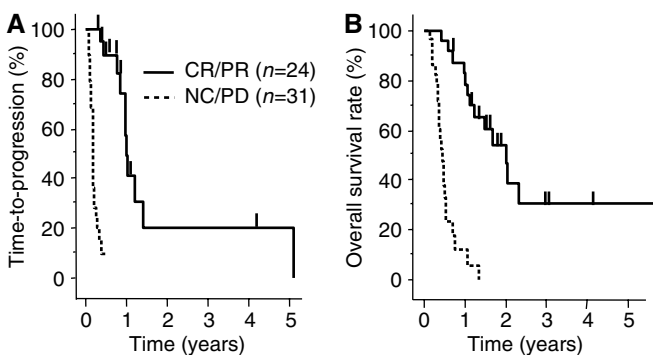 A
Time-to-progression (%)
100
80
60
40
20
0
CR/PR (n=24)
NC/PD (n=31)
0 1 2 3 4 5
Time (years)
B
Overall survival rate (%)
100
80
60
40
20
0
0 1 2 3 4 5
Time (years)